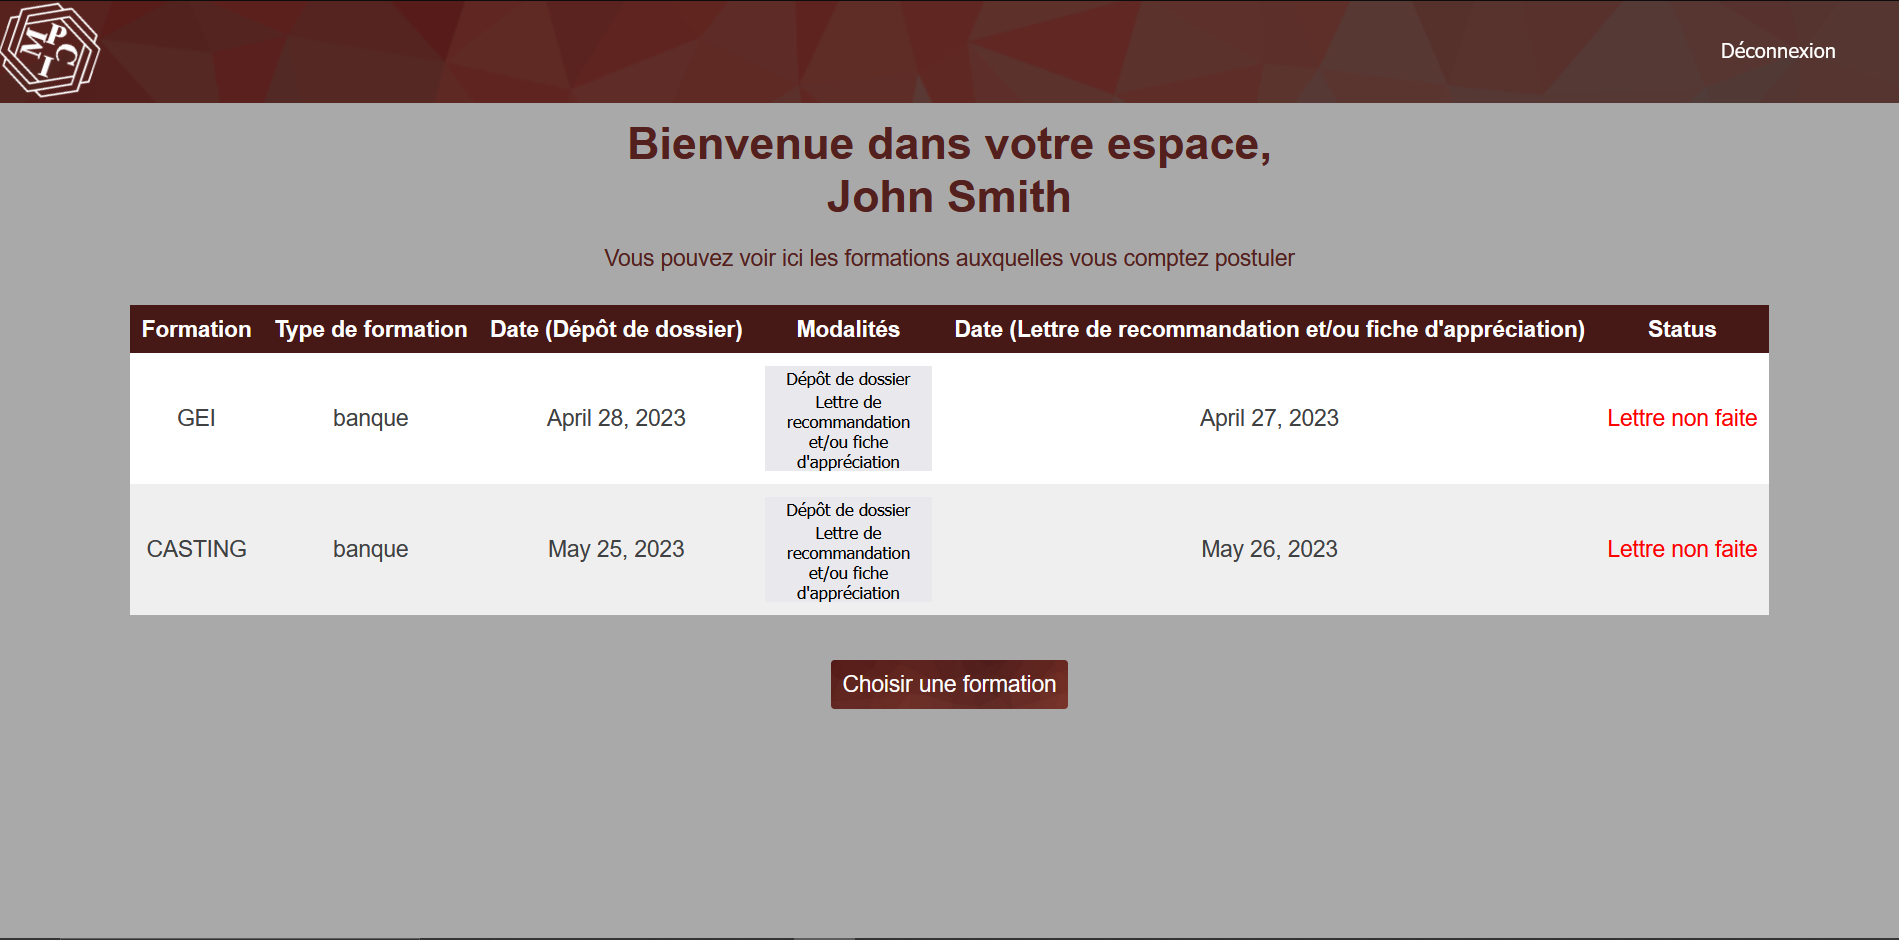 MPCI
Déconnexion
Bienvenue dans votre espace,
John Smith
Vous pouvez voir ici les formations auxquelles vous comptez postuler
Formation Type de formation Date (Dépôt de dossier) Modalités Date (Lettre de recommandation et/ou fiche d'appréciation) Status
Dépôt de dossier
Lettre de
GEI banque April 28, 2023 recommandation April 27, 2023 Lettre non faite
et/ou fiche
d'appréciation
Dépôt de dossier
Lettre de
CASTING banque May 25, 2023 recommandation May 26, 2023 Lettre non faite
et/ou fiche
d'appréciation
Choisir une formation